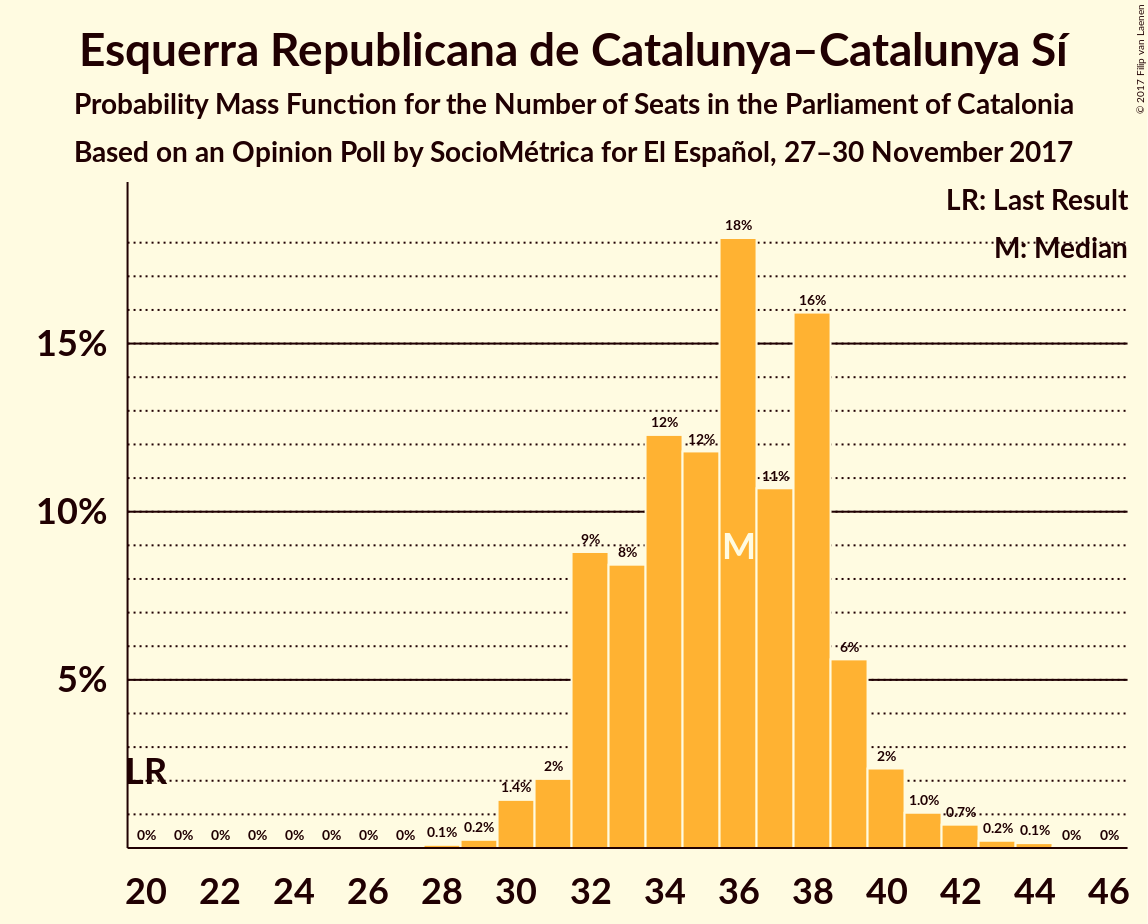 Esquerra Republicana de Catalunya–Catalunya Sí
Probability Mass Function for the Number of Seats in the Parliament of Catalonia
Based on an Opinion Poll by SocioMétrica for El Español, 27–30 November 2017
© 2017 Filip van Laenen
LR: Last Result
M: Median
18%
16%
15%
12%
12%
11%
10%
M
9%
8%
6%
5%
LR
2%
2%
1.4%
1.0%
0.7%
0% 0% 0% 0% 0% 0% 0% 0% 0.1% 0.2% 0.2% 0.1% 0% 0%
20 22 24 26 28 30 32 34 36 38 40 42 44 46